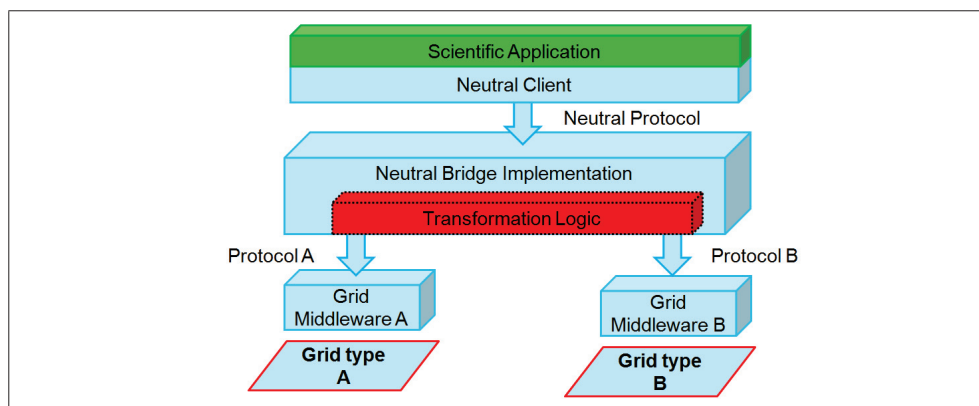 Scientific Application
Neutral Client
Neutral Protocol
Neutral Bridge Implementation
Transformation Logic
Protocol A
Protocol B
Grid
Middleware A
Grid
Middleware B
Grid type
A
Grid type
B